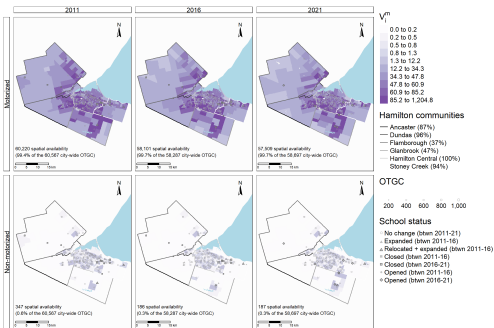 2011 2016 2021
Motorized
N N N
60,220 spatial availability
(99.4% of the 60,567 city-wide OTGC)
58,101 spatial availability
(99.7% of the 58,287 city-wide OTGC)
57,509 spatial availability
(99.7% of the 58,697 city-wide OTGC)
Non-motorized
N N N
347 spatial availability
(0.6% of the 60,567 city-wide OTGC)
186 spatial availability
(0.3% of the 58,287 city-wide OTGC)
187 spatial availability
(0.3% of the 58,697 city-wide OTGC)
V_i^m
0.0 to 0.2
0.2 to 0.5
0.5 to 0.8
0.8 to 1.3
1.3 to 12.2
12.2 to 34.3
34.3 to 47.8
47.8 to 60.9
60.9 to 85.2
85.2 to 1,204.8
Hamilton communities
Ancaster (87%)
Dundas (96%)
Flamborough (37%)
Glanbrook (47%)
Hamilton Central (100%)
Stoney Creek (94%)
OTGC
200 400 600 800 1,000
School status
No change (btwn 2011-21)
Expanded (btwn 2011-16)
Relocated + expanded (btwn 2011-16)
Closed (btwn 2011-16)
Closed (btwn 2016-21)
Opened (btwn 2011-16)
Opened (btwn 2016-21)